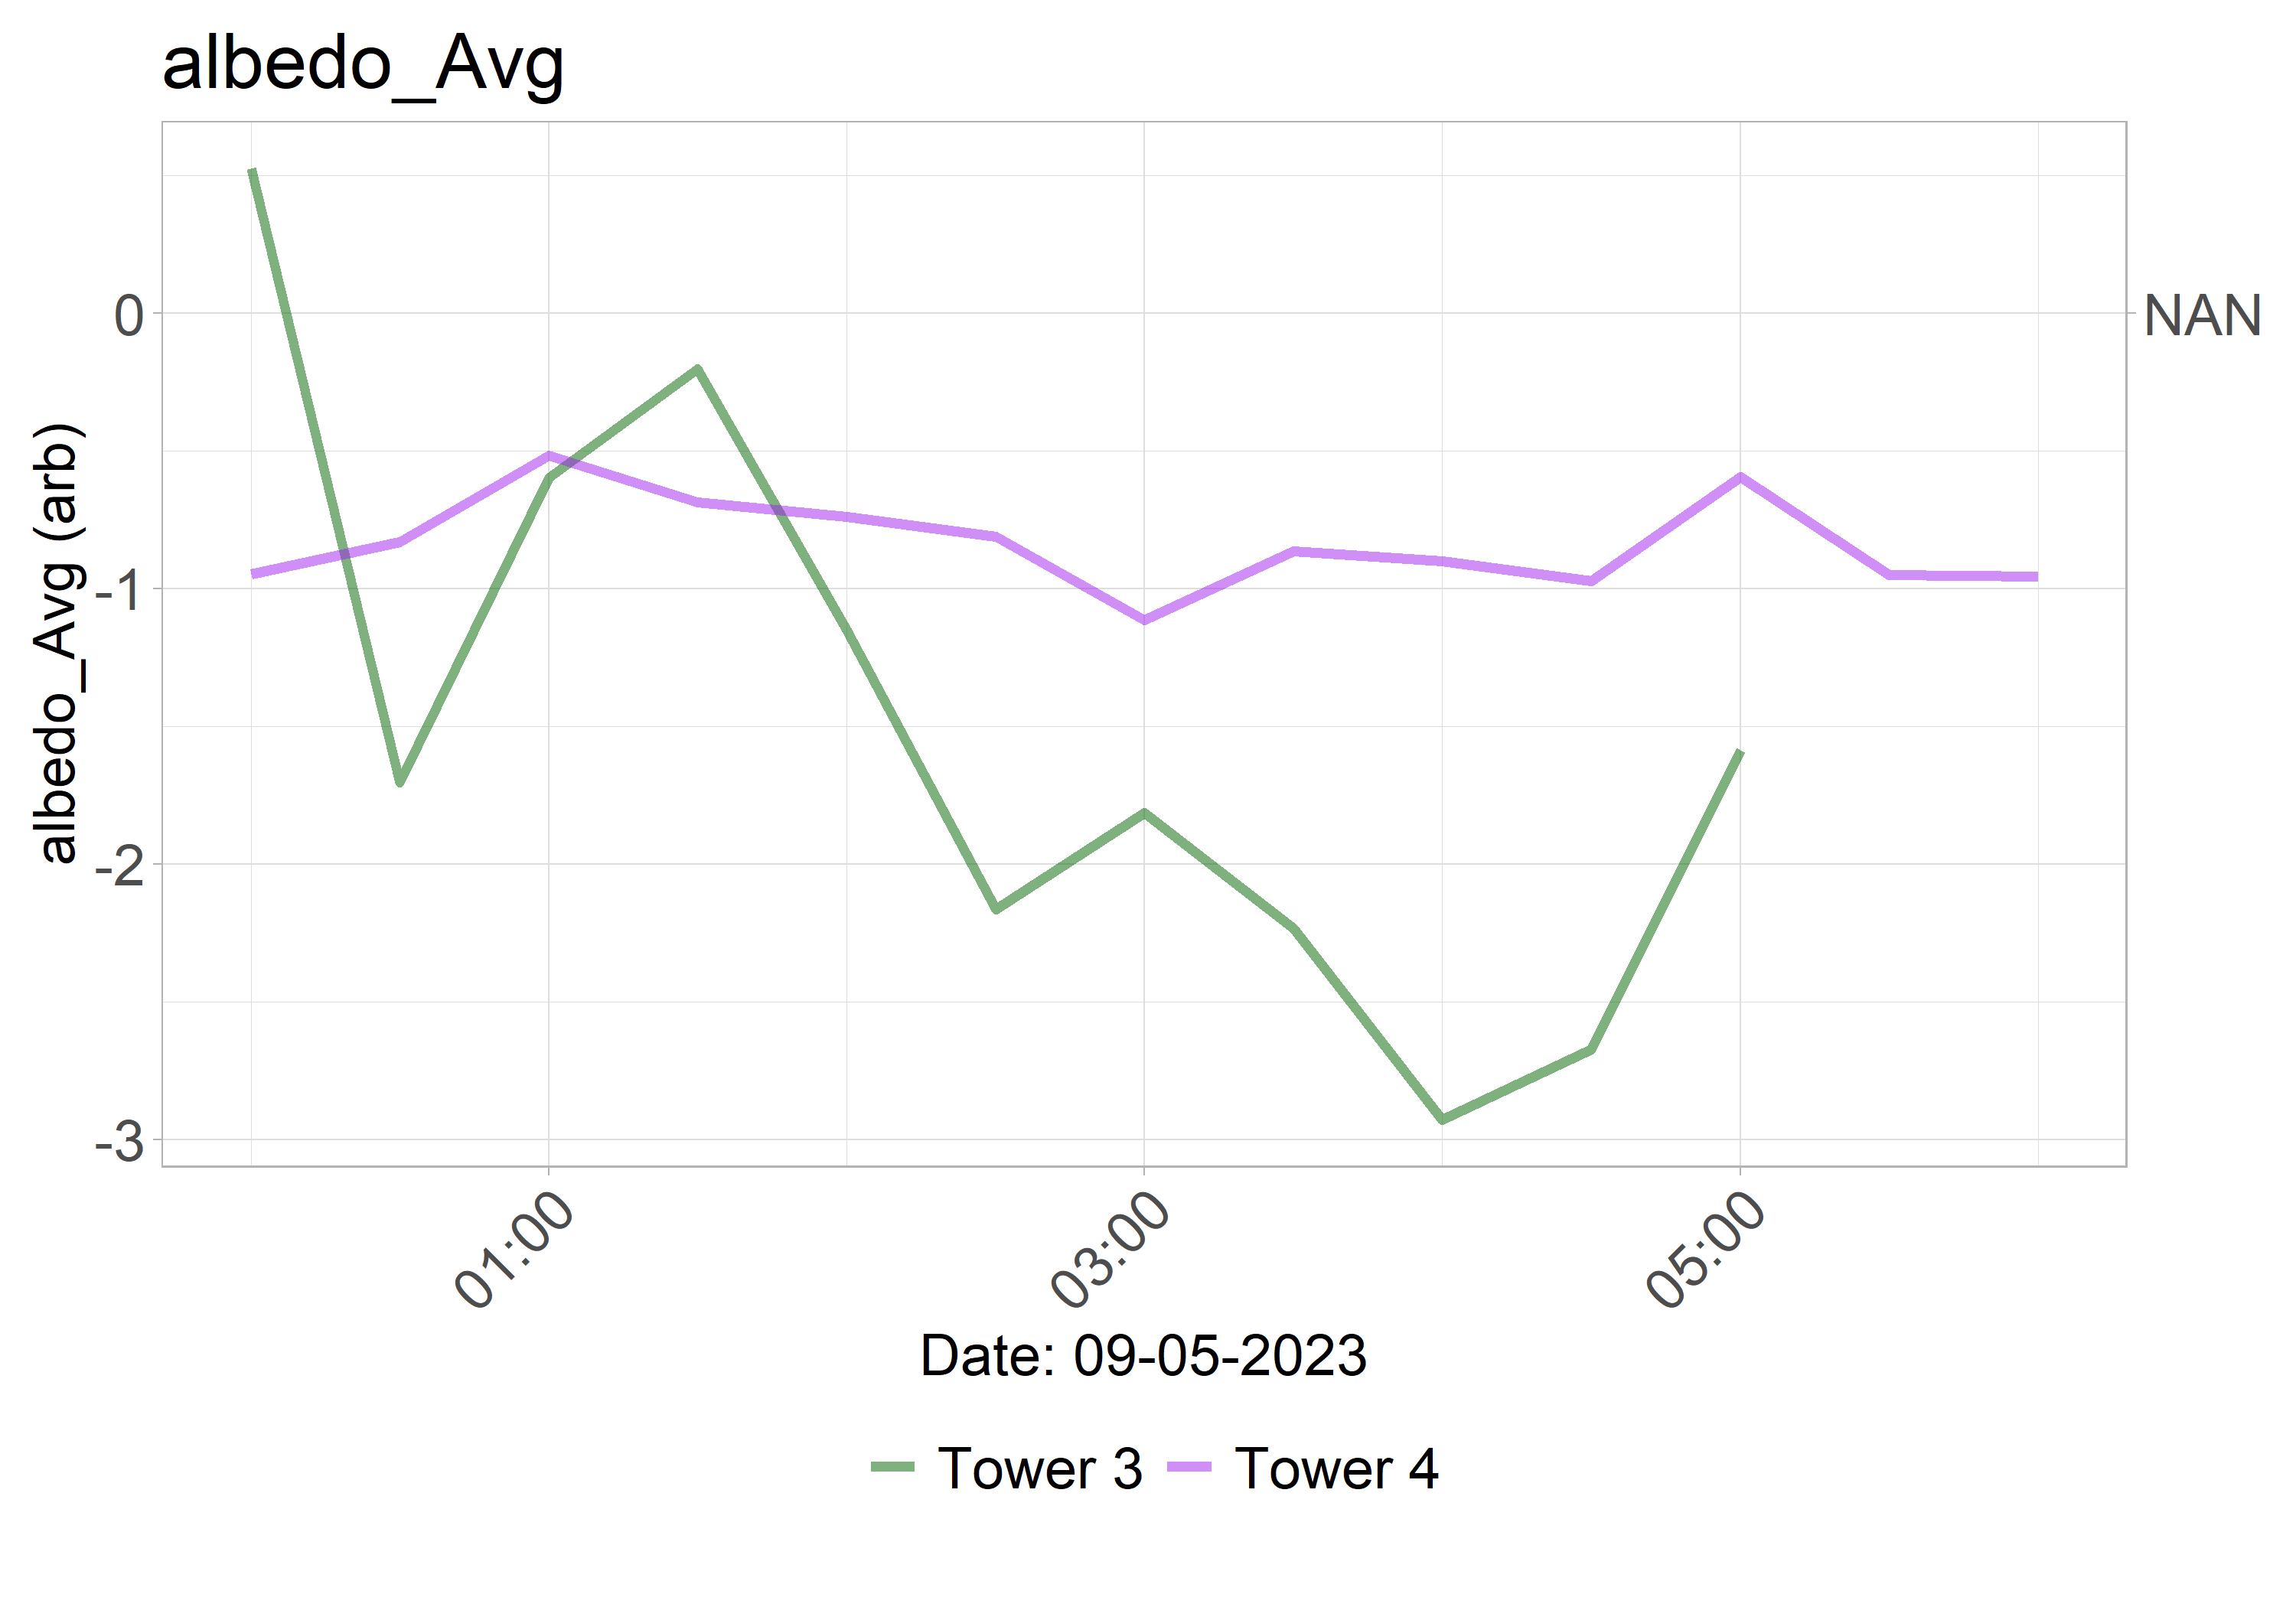 albedo_Avg
albedo_Avg (arb)
0
-1
-2
-3
NAN
01:00
03:00
05:00
Date: 09-05-2023
Tower 3
Tower 4